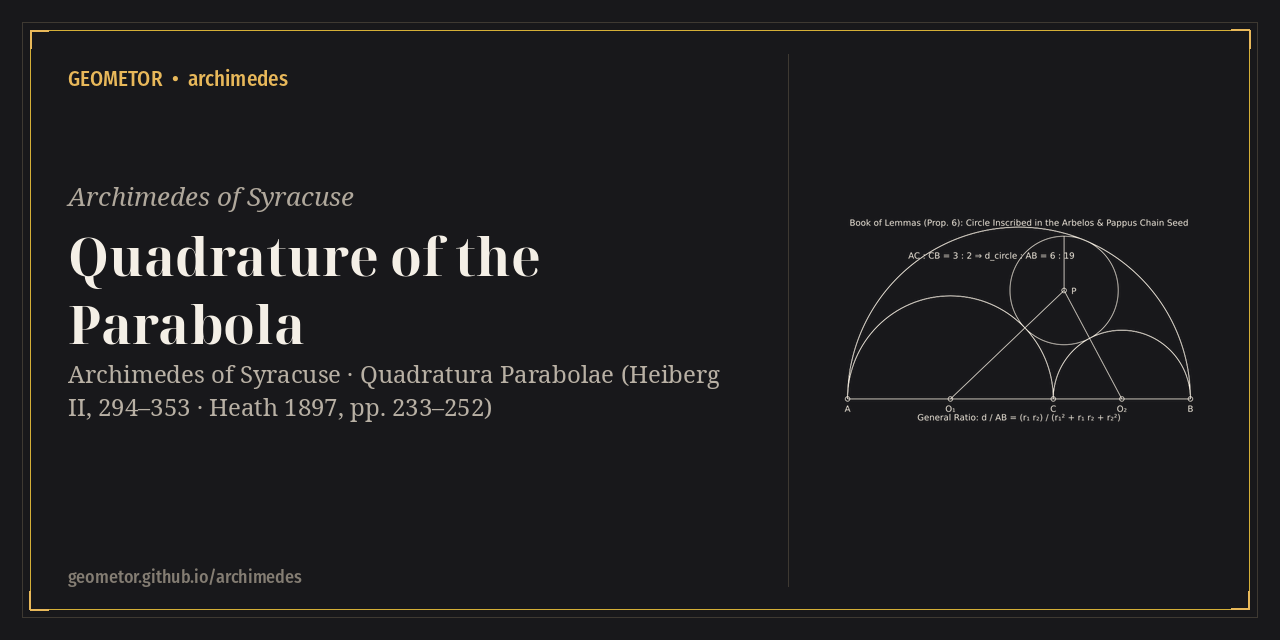 GEOMETOR • archimedes
Archimedes of Syracuse
Quadrature of the
Parabola
Archimedes of Syracuse · Quadratura Parabolae (Heiberg
II, 294–353 · Heath 1897, pp. 233–252)
geometor.github.io/archimedes
Book of Lemmas (Prop. 6): Circle Inscribed in the Arbelos & Pappus Chain Seed
AC : CB = 3 : 2 ⇒ d_circle : AB = 6 : 19
P
A O₁ C O₂ B
General Ratio: d / AB = (r₁ r₂) / (r₁² + r₁ r₂ + r₂²)